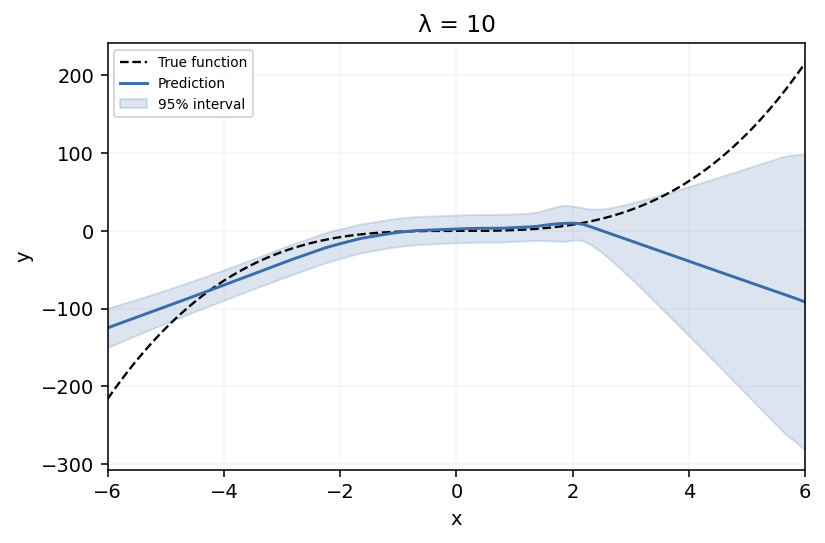 λ = 10
True function
Prediction
95% interval
200
100
0
−100
−200
−300
y
−6
−4
−2
0
2
4
6
x